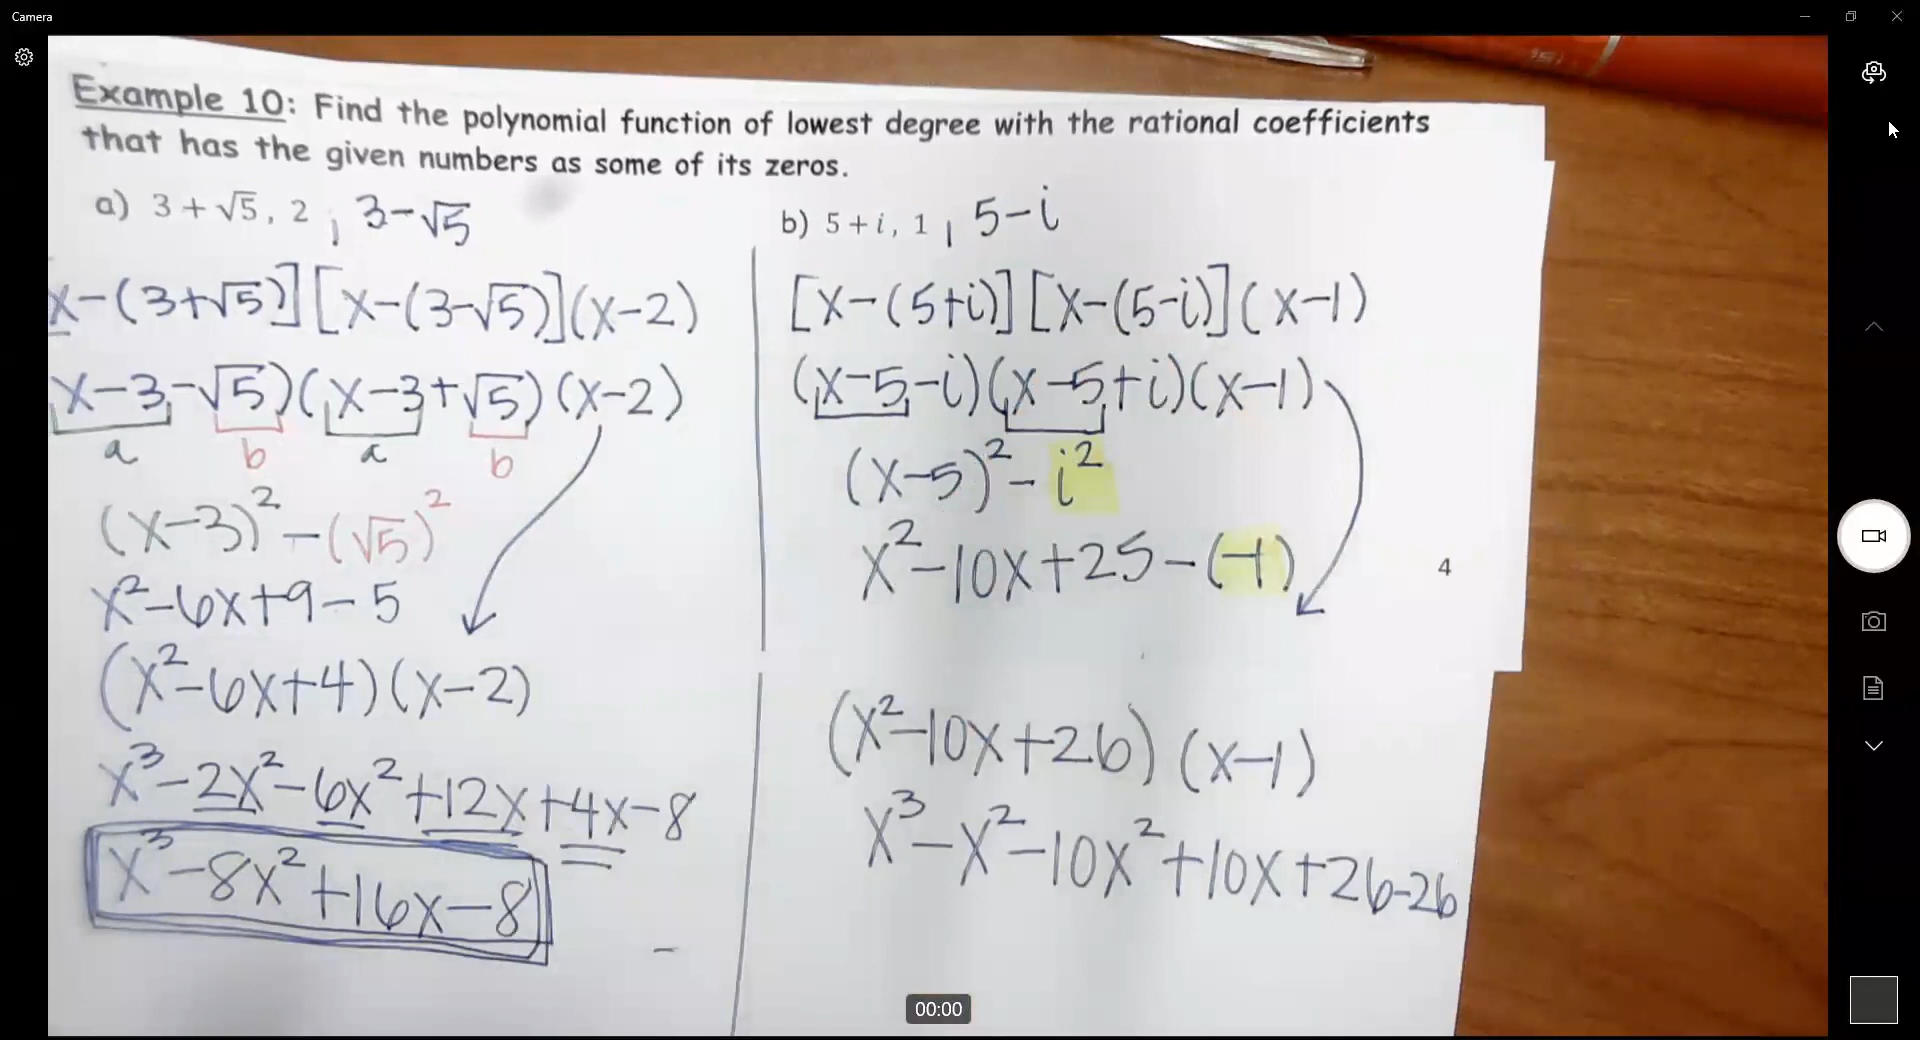 Camera
Example 10: Find the polynomial function of lowest degree with the rational coefficients
that has the given numbers as some of its zeros.
a) 3 + √5, 2, 3-√5
x-(3+√5)][x-(3-√5)](x-2)
x-3-√5)(x-3+√5)(x-2)
a b a b
(x-3)²-(√5)²
x²-6x+9-5
(x²-6x+4)(x-2)
x³-2x²-6x²+12x+4x-8
x³-8x²+16x-8
b) 5 + i, 1, 5-i
[x-(5+i)][x-(5-i)](x-1)
(x-5-i)(x-5+i)(x-1)
(x-5)²-i²
x²-10x+25-(-1)
4
(x²-10x+26)(x-1)
x³-x²-10x²+10x+26-26
00:00